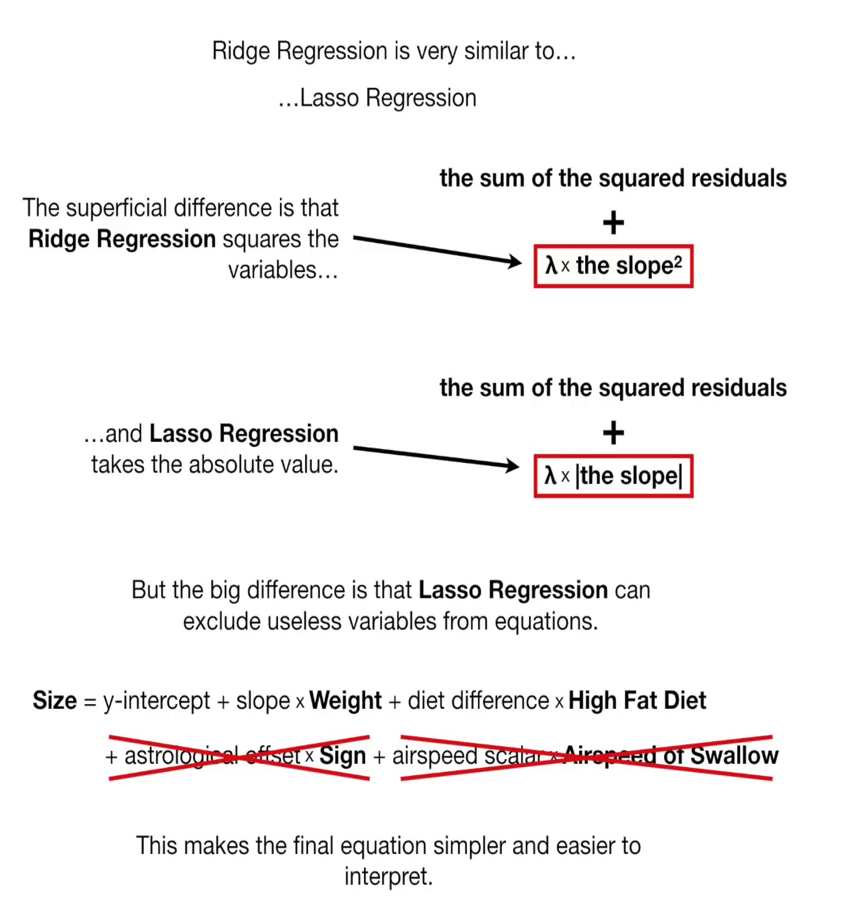 Ridge Regression is very similar to…
…Lasso Regression
The superficial difference is that
Ridge Regression squares the
variables…
the sum of the squared residuals
+
λ x the slope²
…and Lasso Regression
takes the absolute value.
the sum of the squared residuals
+
λ x |the slope|
But the big difference is that Lasso Regression can
exclude useless variables from equations.
Size = y-intercept + slope x Weight + diet difference x High Fat Diet
+ astrological offset x Sign + airspeed scalar x Airspeed of Swallow
This makes the final equation simpler and easier to
interpret.